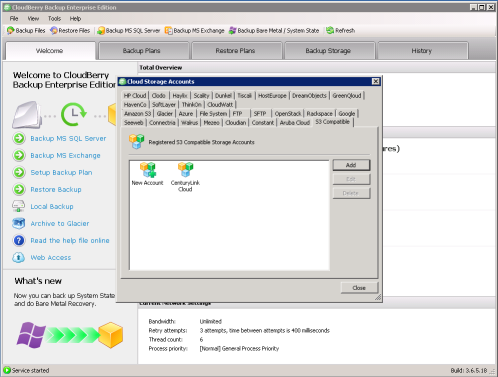 CloudBerry Backup Enterprise Edition
File View Tools Help
Backup Files Restore Files Backup MS SQL Server Backup MS Exchange Backup Bare Metal / System State Refresh
Welcome Backup Plans Restore Plans Backup Storage History
Welcome to CloudBerry
Backup Enterprise Edition
Total Overview
Cloud Storage Accounts
HP Cloud Clodo Haylix Scality Dunkel Tiscali HostEurope DreamObjects GreenQloud
HavenCo SoftLayer ThinkOn CloudWatt
Amazon S3 Glacier Azure File System FTP SFTP OpenStack Rackspace Google
Seeweb Connectria Walrus Mezeo Cloudian Constant Aruba Cloud S3 Compatible
Registered S3 Compatible Storage Accounts
New Account
CenturyLink
Cloud
Add
Edit
Delete
Close
ures)
Backup MS SQL Server
Backup MS Exchange
Setup Backup Plan
Restore Backup
Local Backup
Archive to Glacier
Read the help file online
Web Access
What's new
Now you can back up System State
and do Bare Metal Recovery.
Current Network Settings
Bandwidth: Unlimited
Retry attempts: 3 attempts, time between attempts is 400 milliseconds
Thread count: 6
Process priority: [Normal] General Process Priority
Service started
Build: 3.6.5.18